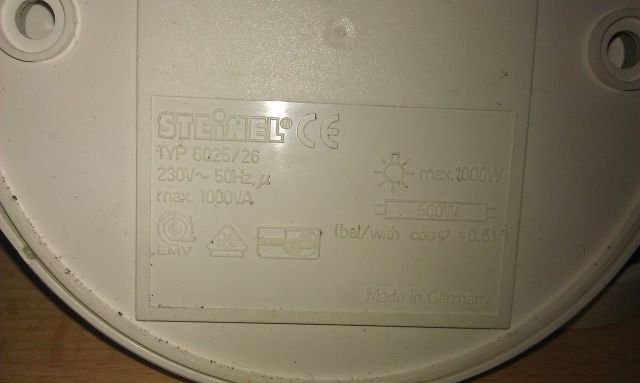 STEINEL® CE
TYP 6025/26
230V~ 50Hz, µ
max. 1000VA
max. 1000W
500W
(bei/with cos φ = 0,5)
EMV
Made in Germany